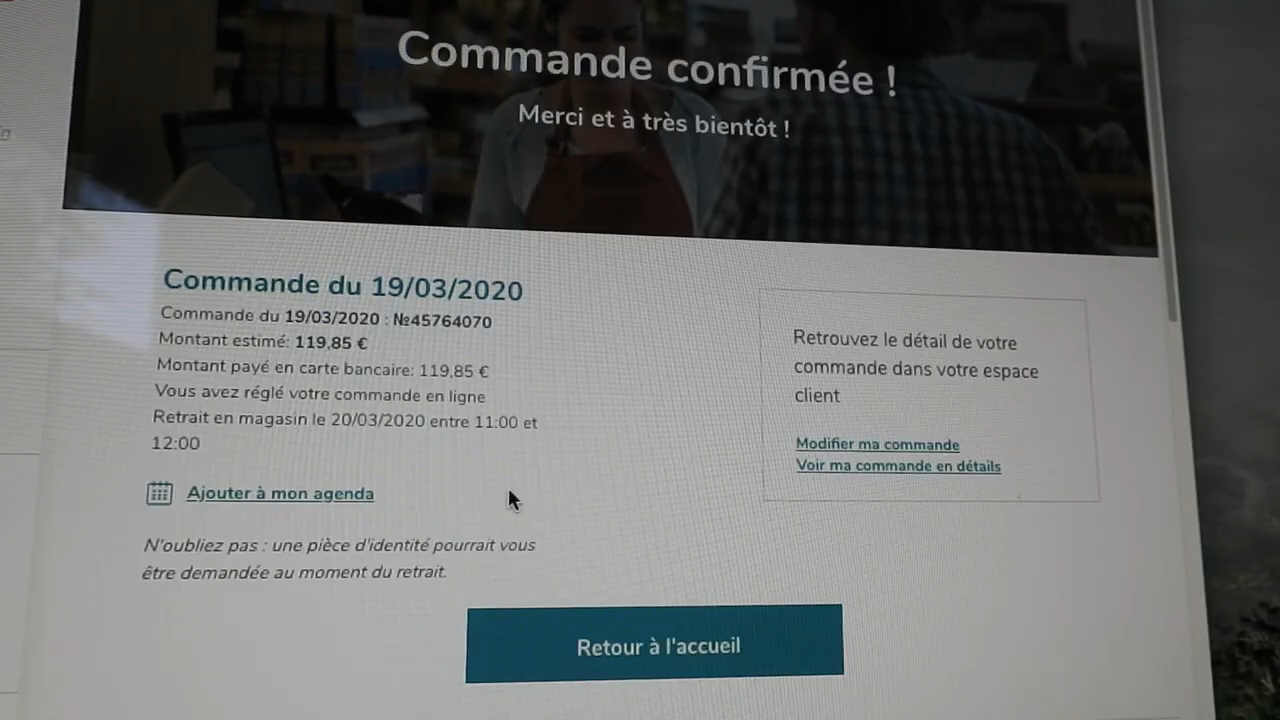 Commande confirmée !
Merci et à très bientôt !
Commande du 19/03/2020
Commande du 19/03/2020 : №45764070
Montant estimé: 119,85 €
Montant payé en carte bancaire: 119,85 €
Vous avez réglé votre commande en ligne
Retrait en magasin le 20/03/2020 entre 11:00 et
12:00
Ajouter à mon agenda
N'oubliez pas : une pièce d'identité pourrait vous
être demandée au moment du retrait.
Retrouvez le détail de votre
commande dans votre espace
client
Modifier ma commande
Voir ma commande en détails
Retour à l'accueil